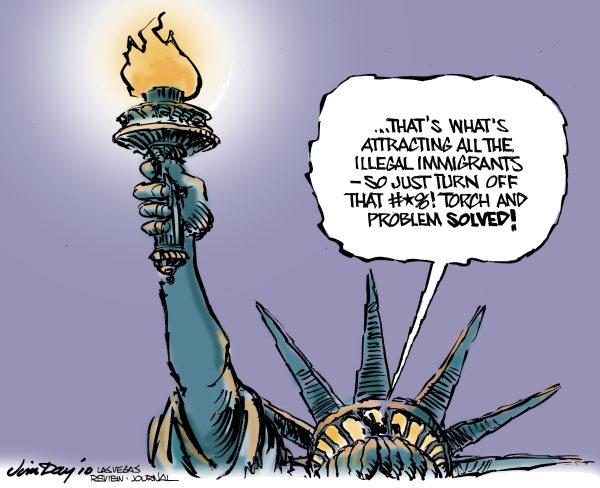 ...THAT'S WHAT'S
ATTRACTING ALL THE
ILLEGAL IMMIGRANTS
– SO JUST TURN OFF
THAT #*%! TORCH AND
PROBLEM SOLVED!
Jim Day 10 LAS VEGAS
REVIEW-JOURNAL